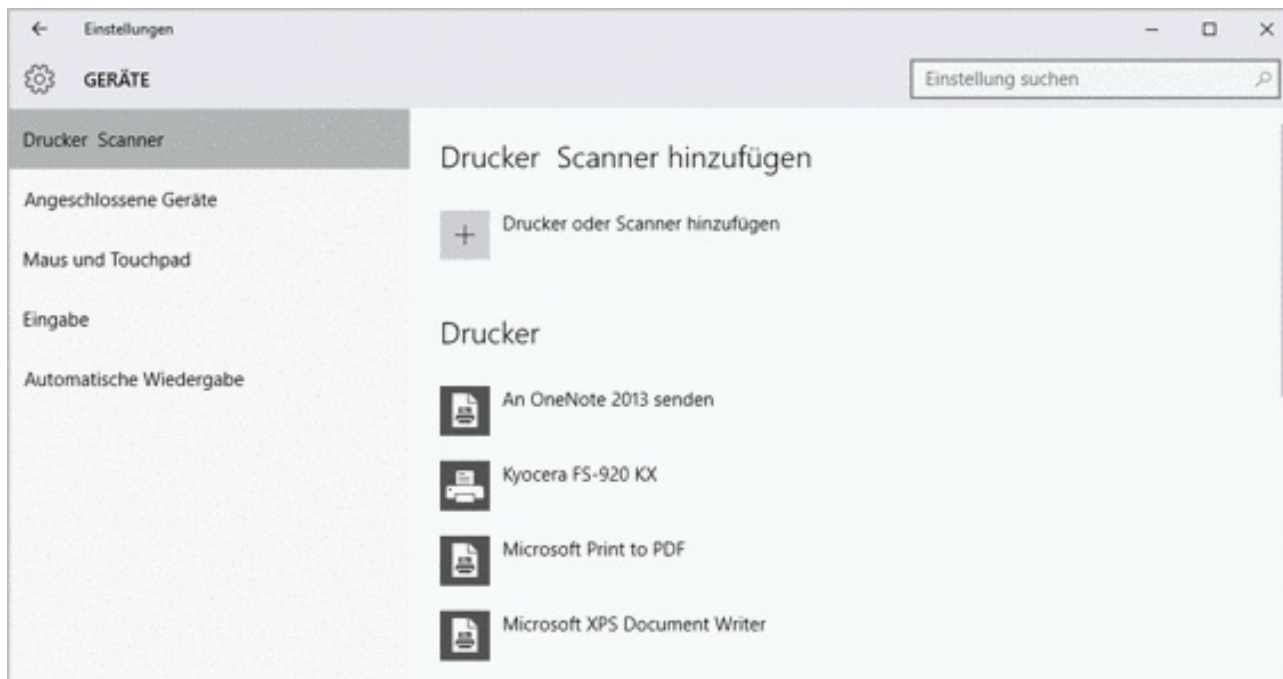 Einstellungen
GERÄTE
Einstellung suchen
Drucker Scanner
Angeschlossene Geräte
Maus und Touchpad
Eingabe
Automatische Wiedergabe
Drucker Scanner hinzufügen
Drucker oder Scanner hinzufügen
Drucker
An OneNote 2013 senden
Kyocera FS-920 KX
Microsoft Print to PDF
Microsoft XPS Document Writer